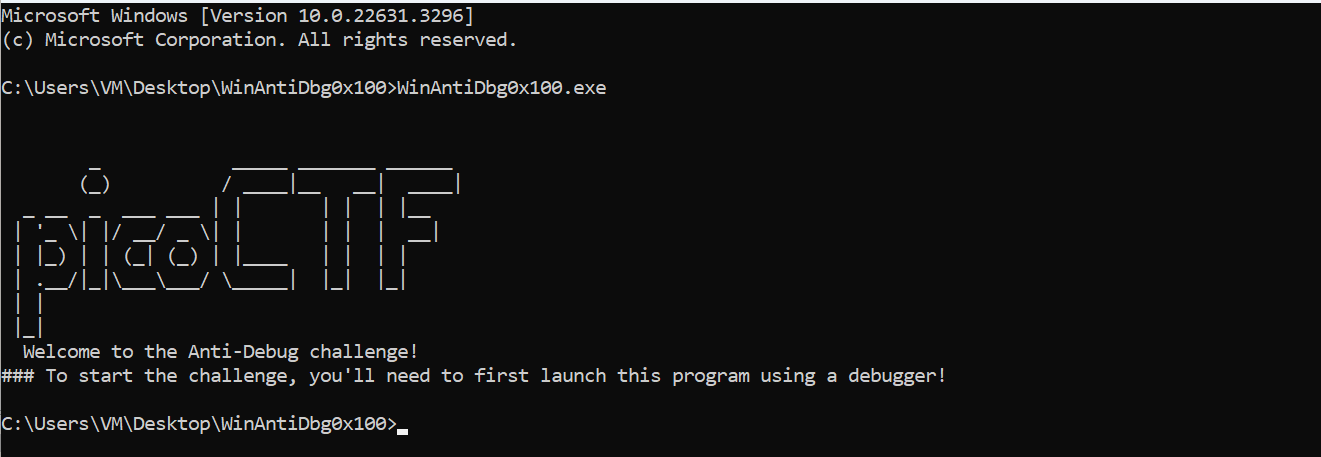 Microsoft Windows [Version 10.0.22631.3296]
(c) Microsoft Corporation. All rights reserved.
C:\Users\VM\Desktop\WinAntiDbg0x100>WinAntiDbg0x100.exe
picoCTF
Welcome to the Anti-Debug challenge!
### To start the challenge, you'll need to first launch this program using a debugger!
C:\Users\VM\Desktop\WinAntiDbg0x100>